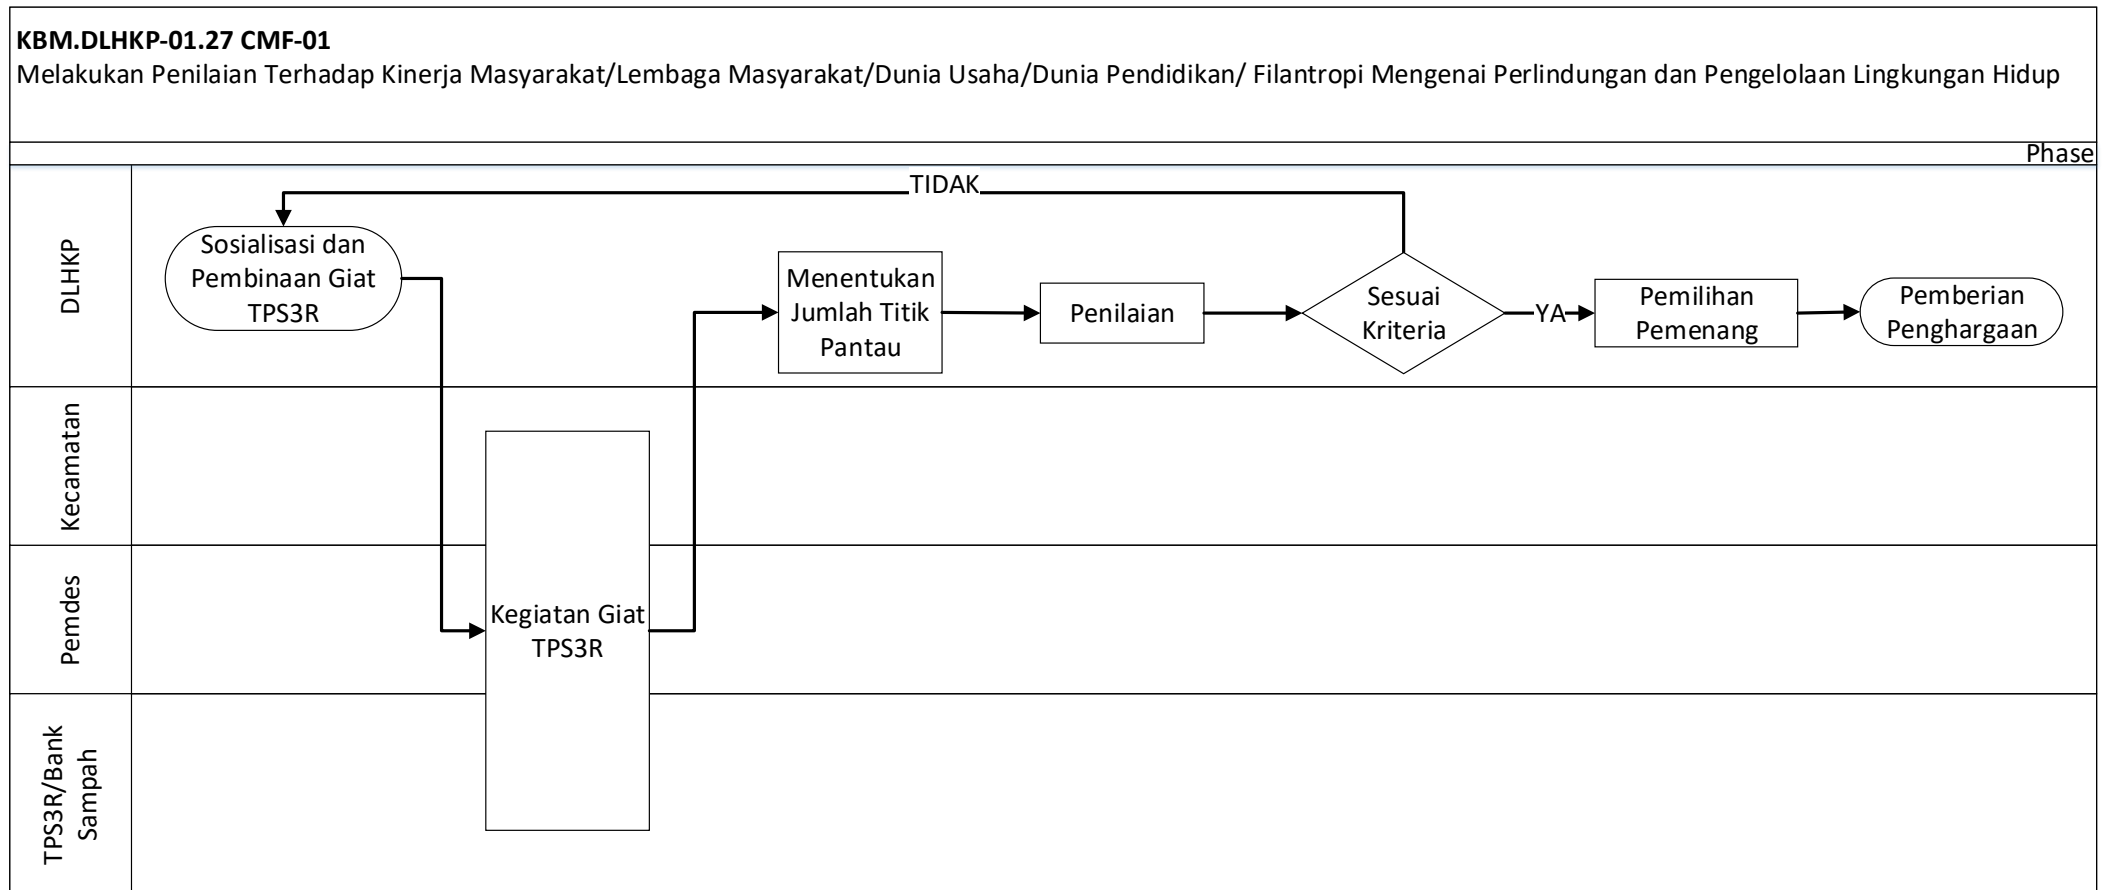 KBM.DLHKP-01.27 CMF-01
Melakukan Penilaian Terhadap Kinerja Masyarakat/Lembaga Masyarakat/Dunia Usaha/Dunia Pendidikan/ Filantropi Mengenai Perlindungan dan Pengelolaan Lingkungan Hidup
Phase
DLHKP
TIDAK
Sosialisasi dan
Pembinaan Giat
TPS3R
Menentukan
Jumlah Titik
Pantau
Penilaian
Sesuai
Kriteria
YA
Pemilihan
Pemenang
Pemberian
Penghargaan
Kecamatan
Pemdes
Kegiatan Giat
TPS3R
TPS3R/Bank
Sampah